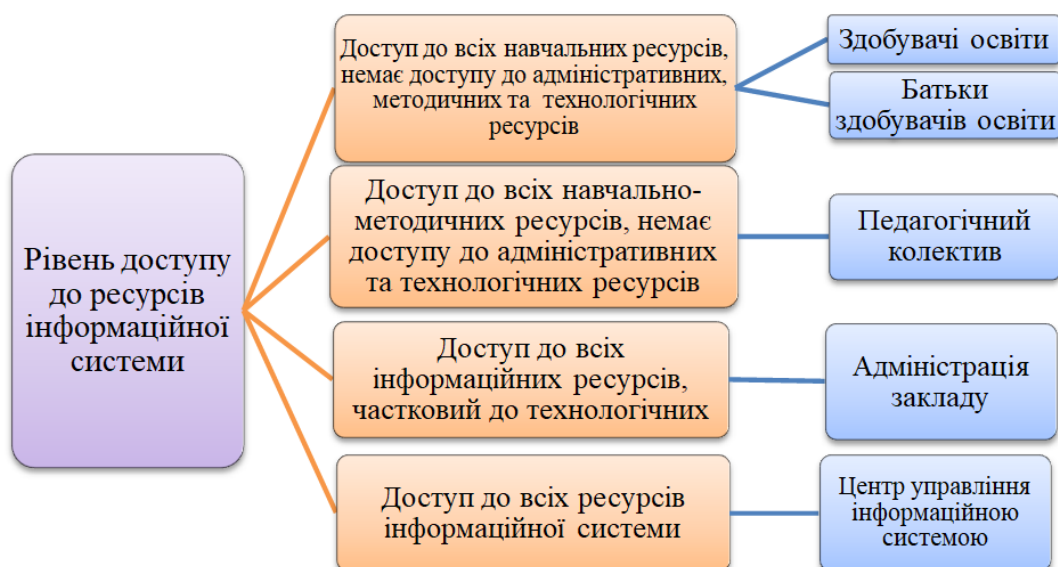 Рівень доступу
до ресурсів
інформаційної
системи
Доступ до всіх навчальних ресурсів,
немає доступу до адміністративних,
методичних та технологічних
ресурсів
Здобувачі освіти
Батьки
здобувачів освіти
Доступ до всіх навчально-
методичних ресурсів, немає
доступу до адміністративних
та технологічних ресурсів
Педагогічний
колектив
Доступ до всіх
інформаційних ресурсів,
частковий до технологічних
Адміністрація
закладу
Доступ до всіх ресурсів
інформаційної системи
Центр управління
інформаційною
системою